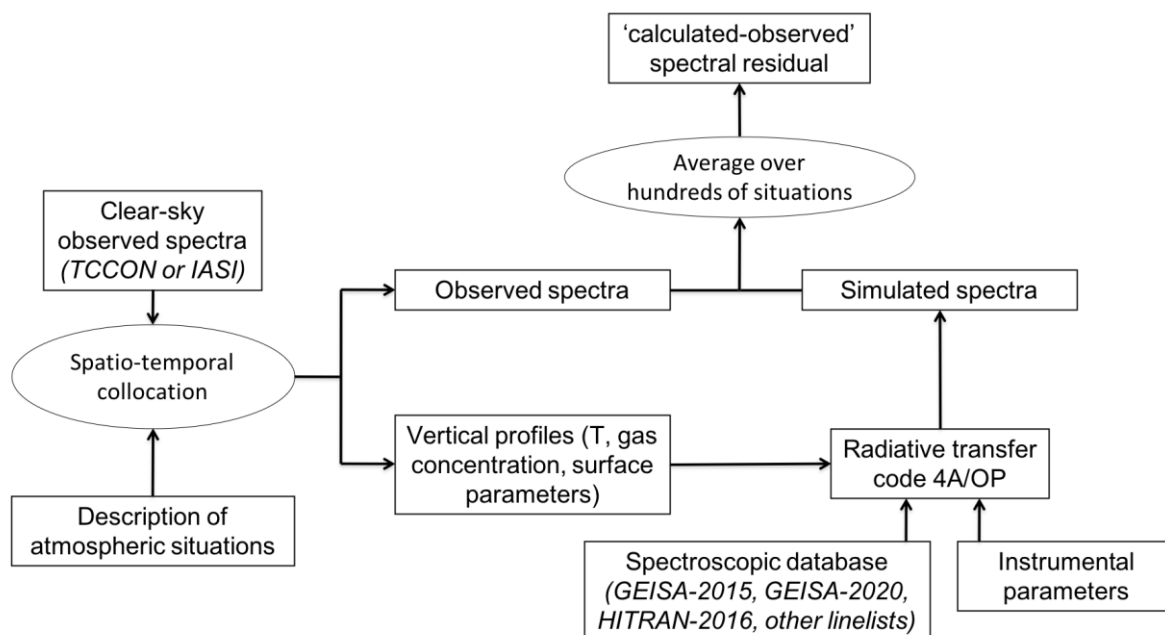 ‘calculated-observed’
spectral residual
Average over
hundreds of situations
Clear-sky
observed spectra
(TCCON or IASI)
Observed spectra
Simulated spectra
Spatio-temporal
collocation
Vertical profiles (T, gas
concentration, surface
parameters)
Radiative transfer
code 4A/OP
Description of
atmospheric situations
Spectroscopic database
(GEISA-2015, GEISA-2020,
HITRAN-2016, other linelists)
Instrumental
parameters